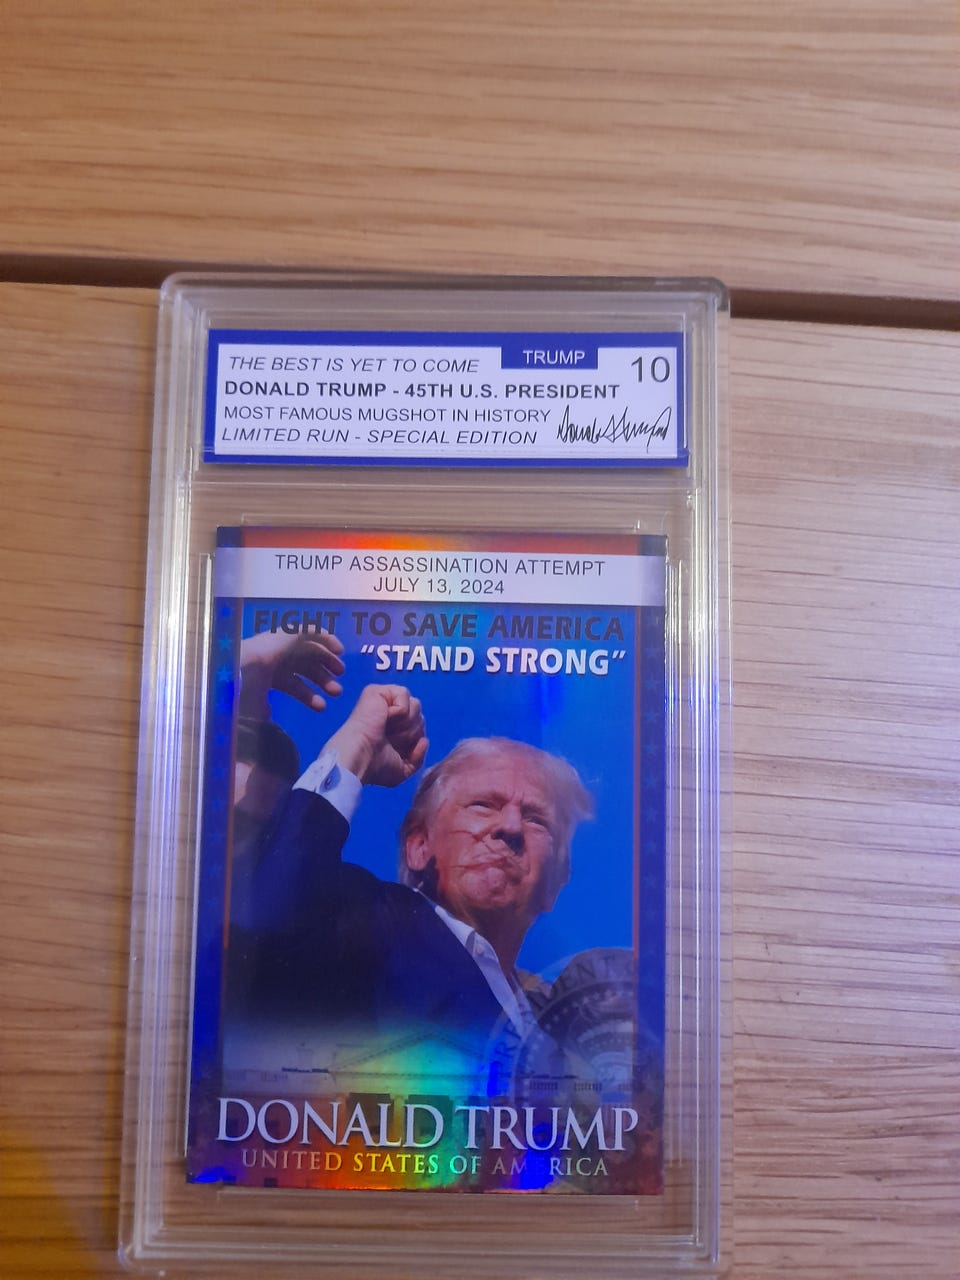 THE BEST IS YET TO COME
TRUMP
10
DONALD TRUMP - 45TH U.S. PRESIDENT
MOST FAMOUS MUGSHOT IN HISTORY
LIMITED RUN - SPECIAL EDITION
Donald Trump
TRUMP ASSASSINATION ATTEMPT
JULY 13, 2024
FIGHT TO SAVE AMERICA
"STAND STRONG"
DONALD TRUMP
UNITED STATES OF AMERICA